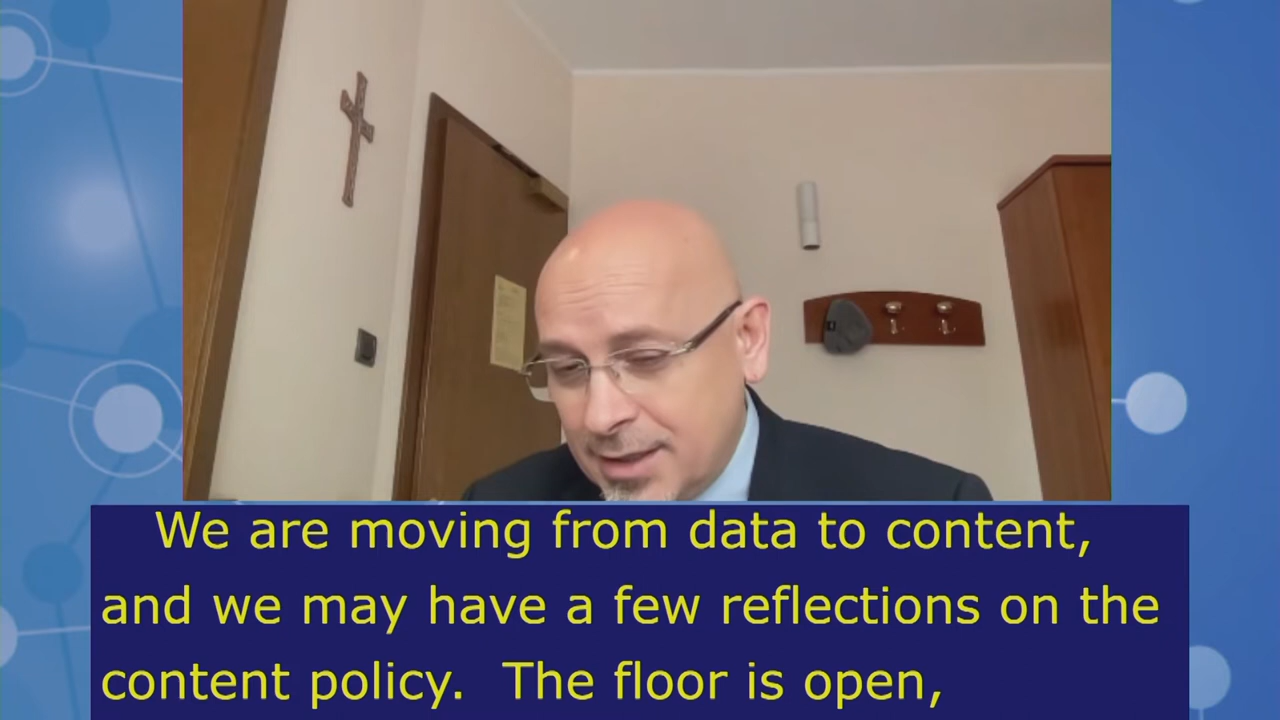 We are moving from data to content,
and we may have a few reflections on the
content policy.  The floor is open,